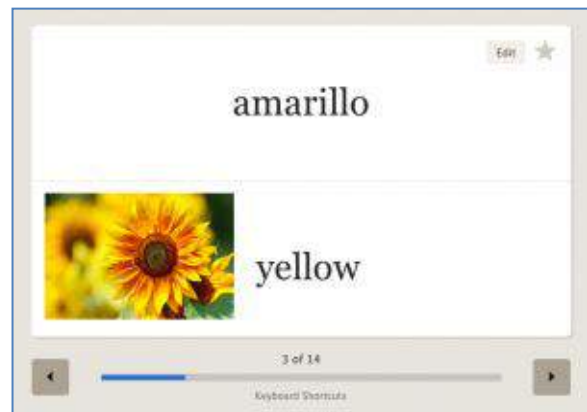 Edit
amarillo
yellow
3 of 14
Keyboard Shortcuts